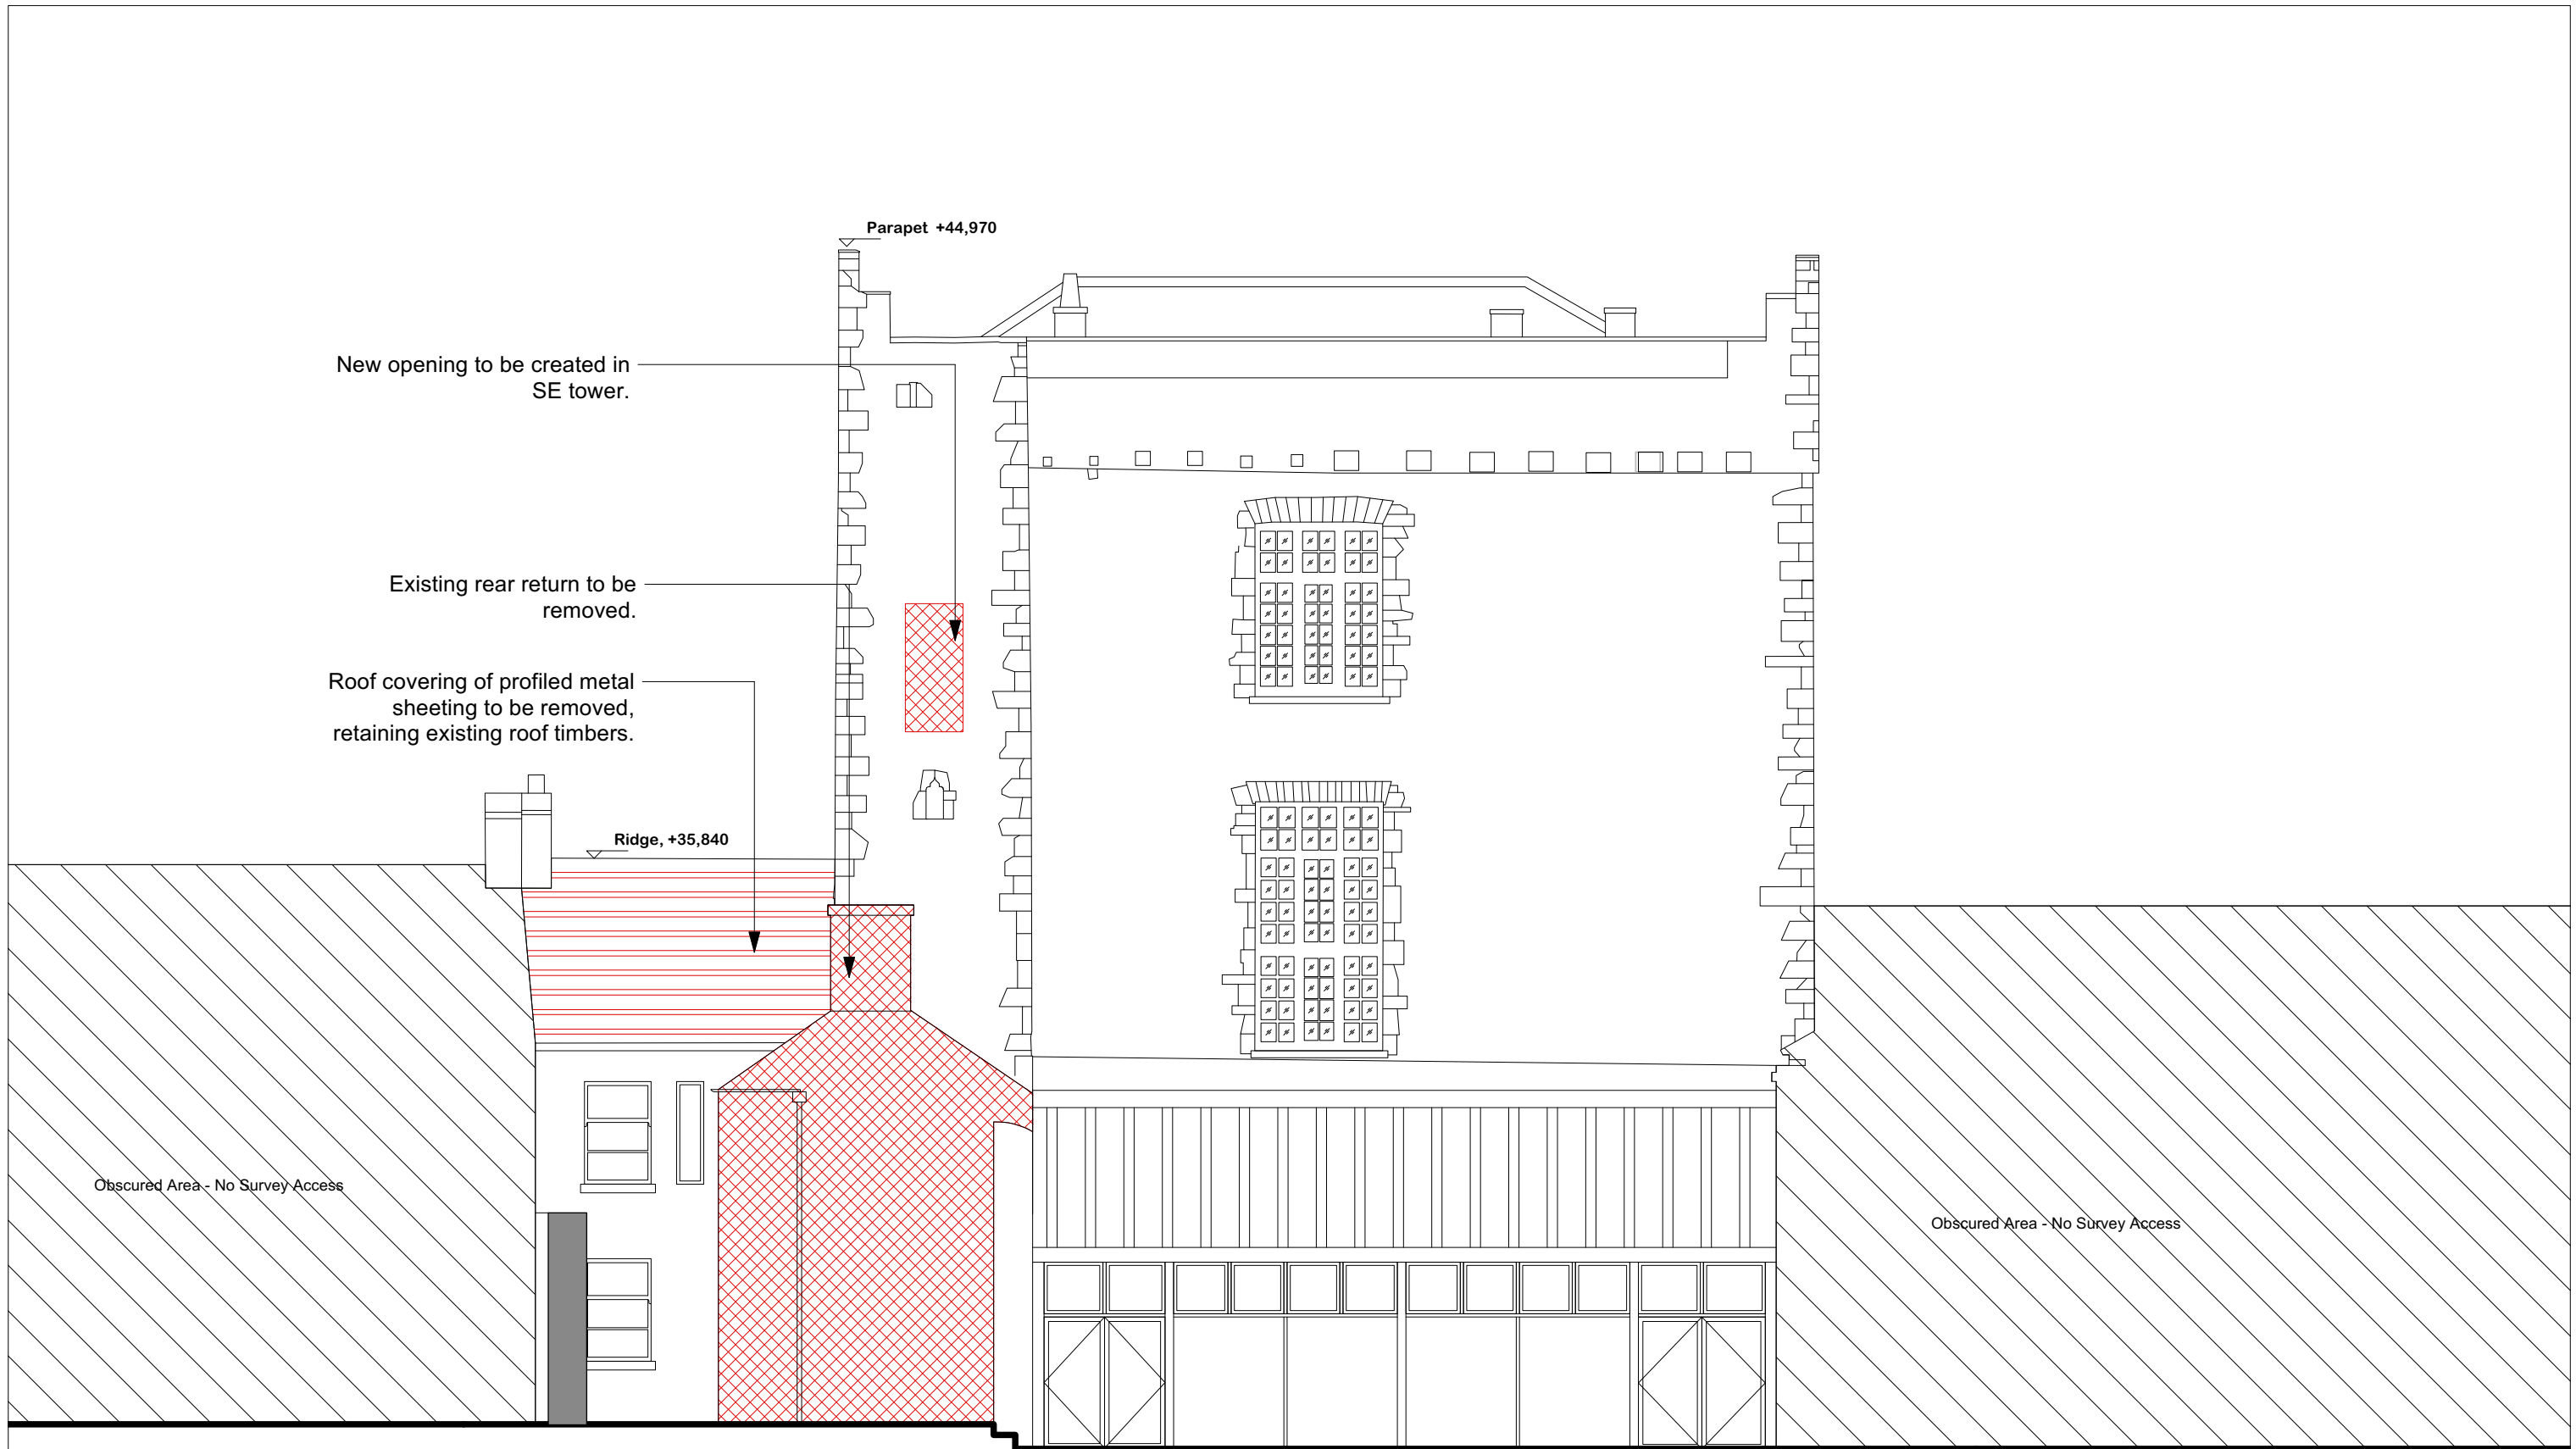 Parapet +44,970
New opening to be created in
SE tower.
Existing rear return to be
removed.
Roof covering of profiled metal
sheeting to be removed,
retaining existing roof timbers.
Ridge, +35,840
Obscured Area - No Survey Access
Obscured Area - No Survey Access